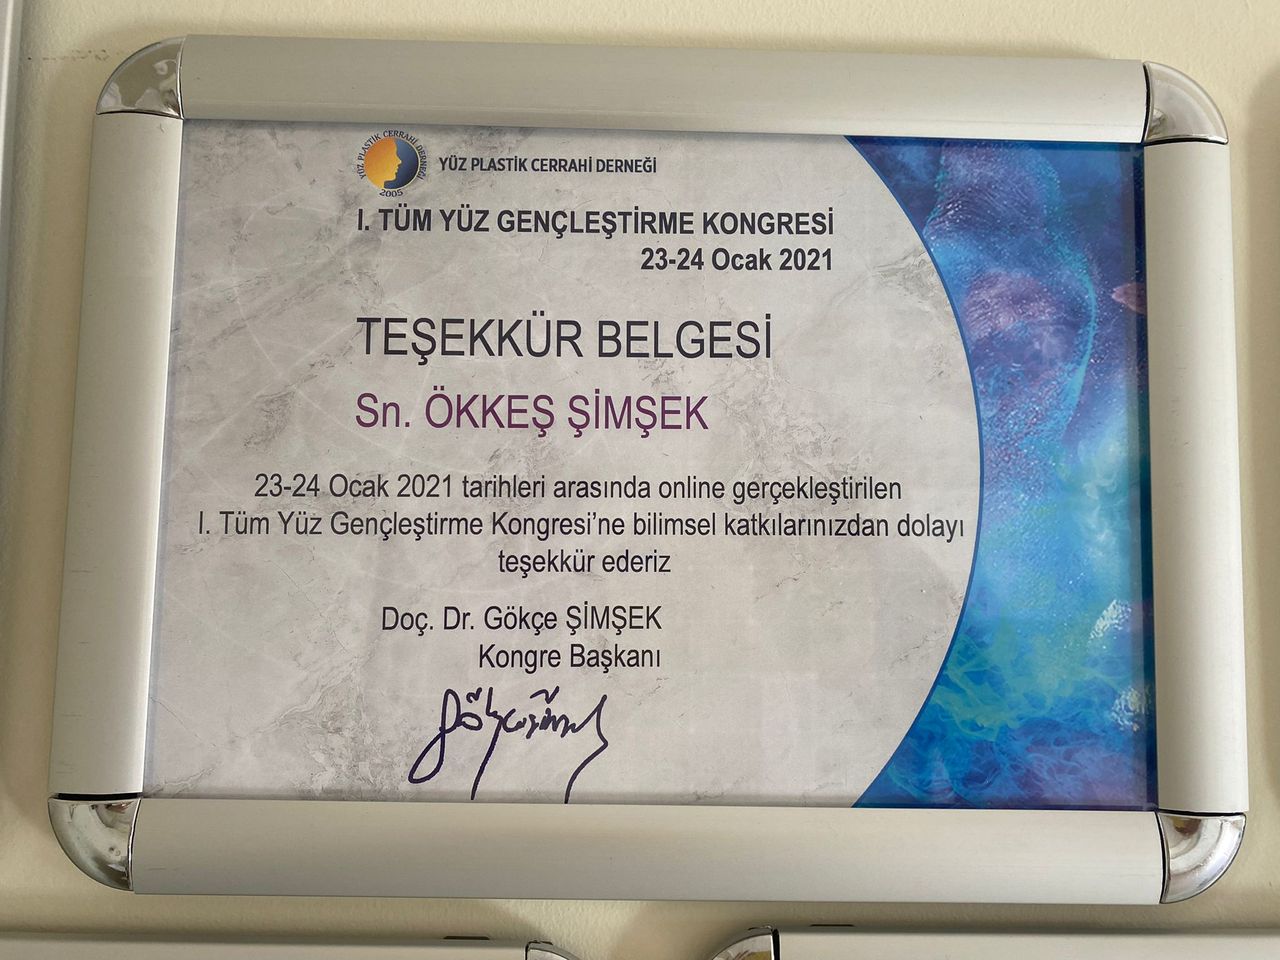 YÜZ PLASTİK CERRAHİ DERNEĞİ
2005
YÜZ PLASTİK CERRAHİ DERNEĞİ
I. TÜM YÜZ GENÇLEŞTİRME KONGRESİ
23-24 Ocak 2021
TEŞEKKÜR BELGESİ
Sn. ÖKKEŞ ŞİMŞEK
23-24 Ocak 2021 tarihleri arasında online gerçekleştirilen
I. Tüm Yüz Gençleştirme Kongresi’ne bilimsel katkılarınızdan dolayı
teşekkür ederiz
Doç. Dr. Gökçe ŞİMŞEK
Kongre Başkanı